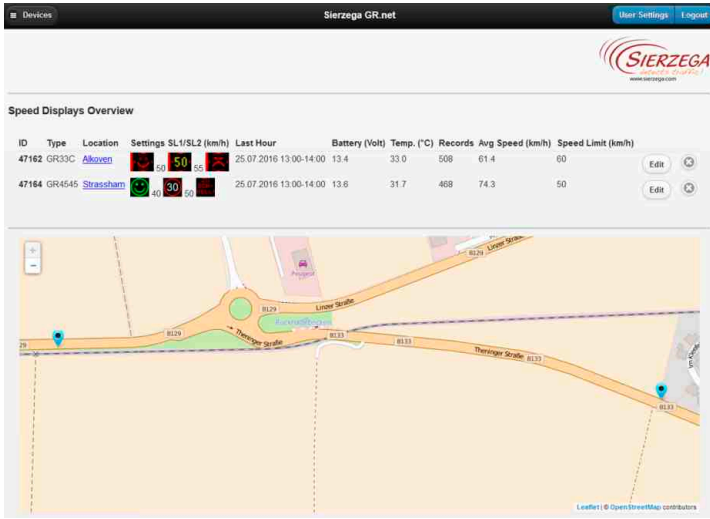 Devices
Sierzega GR.net
User Settings
Logout
SIERZEGA
detects traffic!
www.sierzega.com
Speed Displays Overview
ID Type Location Settings SL1/SL2 (km/h) Last Hour Battery (Volt) Temp. (°C) Records Avg Speed (km/h) Speed Limit (km/h)
47162 GR33C Alkoven 50 50 55 25.07.2016 13:00-14:00 13.4 33.0 508 61.4 60 Edit
47164 GR4545 Strassham 40 30 50 25.07.2016 13:00-14:00 13.6 31.7 468 74.3 50 Edit
+
−
Peugeot
B129 Linzer Straße
B129 Linzer Straße
B129
29
Theninger Straße
B133
B133
Theninger Straße B133
B133
Leaflet | © OpenStreetMap contributors